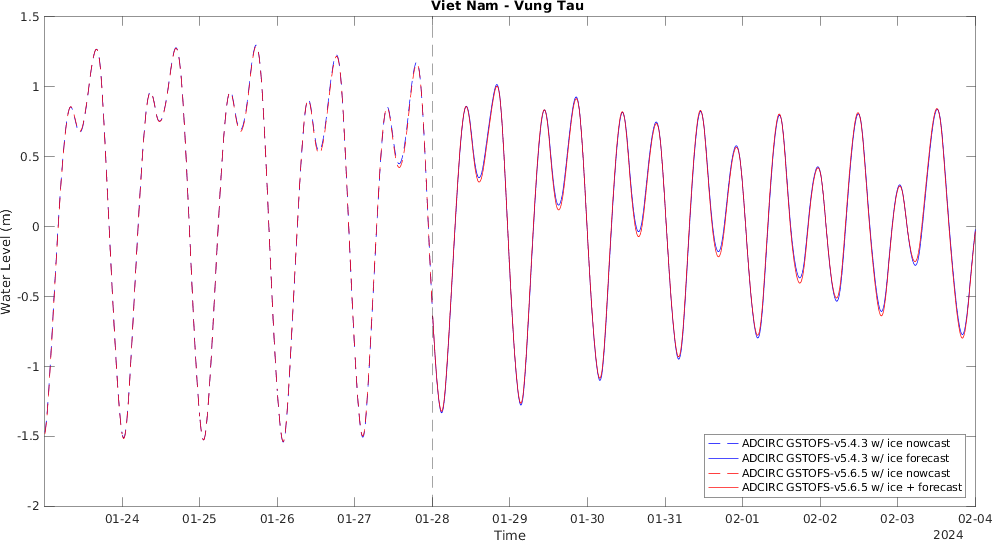 Viet Nam - Vung Tau
1.5
1
0.5
0
-0.5
-1
-1.5
-2
Water Level (m)
ADCIRC GSTOFS-v5.4.3 w/ ice nowcast
ADCIRC GSTOFS-v5.4.3 w/ ice forecast
ADCIRC GSTOFS-v5.6.5 w/ ice nowcast
ADCIRC GSTOFS-v5.6.5 w/ ice + forecast
01-24 01-25 01-26 01-27 01-28 01-29 01-30 01-31 02-01 02-02 02-03 02-04
Time
2024